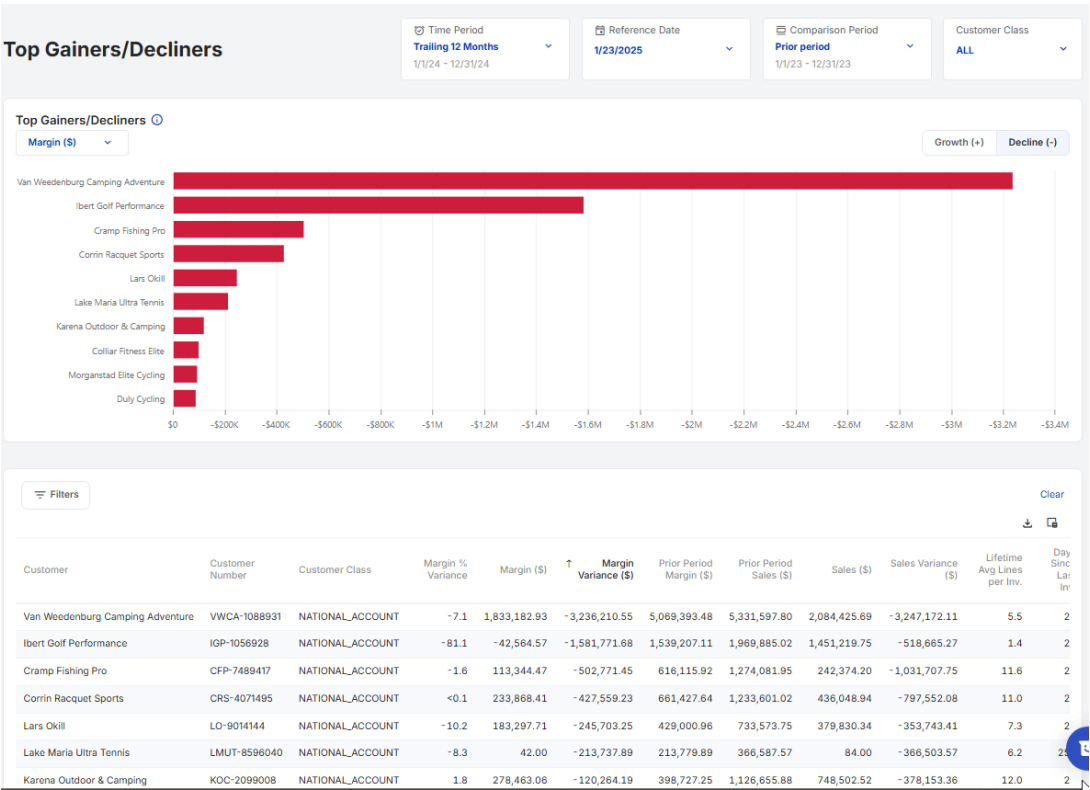 Top Gainers/Decliners
Time Period
Trailing 12 Months
1/1/24 - 12/31/24
Reference Date
1/23/2025
Comparison Period
Prior period
1/1/23 - 12/31/23
Customer Class
ALL
Top Gainers/Decliners
Margin ($)
Growth (+) Decline (-)
Van Weedenburg Camping Adventure
Ibert Golf Performance
Cramp Fishing Pro
Corrin Racquet Sports
Lars Okill
Lake Maria Ultra Tennis
Karena Outdoor & Camping
Colliar Fitness Elite
Morganstad Elite Cycling
Duly Cycling
$0 -$200K -$400K -$600K -$800K -$1M -$1.2M -$1.4M -$1.6M -$1.8M -$2M -$2.2M -$2.4M -$2.6M -$2.8M -$3M -$3.2M -$3.4M
Filters
Clear
Customer
Customer
Number
Customer Class
Margin %
Variance
Margin ($)
↑ Margin
Variance ($)
Prior Period
Margin ($)
Prior Period
Sales ($)
Sales ($)
Sales Variance
($)
Lifetime
Avg Lines
per Inv.
Van Weedenburg Camping Adventure VWCA-1088931 NATIONAL_ACCOUNT -7.1 1,833,182.93 -3,236,210.55 5,069,393.48 5,331,597.80 2,084,425.69 -3,247,172.11 5.5 2
Ibert Golf Performance IGP-1056928 NATIONAL_ACCOUNT -81.1 -42,564.57 -1,581,771.68 1,539,207.11 1,969,885.02 1,451,219.75 -518,665.27 1.4 2
Cramp Fishing Pro CFP-7489417 NATIONAL_ACCOUNT -1.6 113,344.47 -502,771.45 616,115.92 1,274,081.95 242,374.20 -1,031,707.75 11.6 2
Corrin Racquet Sports CRS-4071495 NATIONAL_ACCOUNT <0.1 233,868.41 -427,559.23 661,427.64 1,233,601.02 436,048.94 -797,552.08 11.0 2
Lars Okill LO-9014144 NATIONAL_ACCOUNT -10.2 183,297.71 -245,703.25 429,000.96 733,573.75 379,830.34 -353,743.41 7.3 2
Lake Maria Ultra Tennis LMUT-8596040 NATIONAL_ACCOUNT -8.3 42.00 -213,737.89 213,779.89 366,587.57 84.00 -366,503.57 6.2
Karena Outdoor & Camping KOC-2099008 NATIONAL_ACCOUNT 1.8 278,463.06 -120,264.19 398,727.25 1,126,655.88 748,502.52 -378,153.36 12.0 2